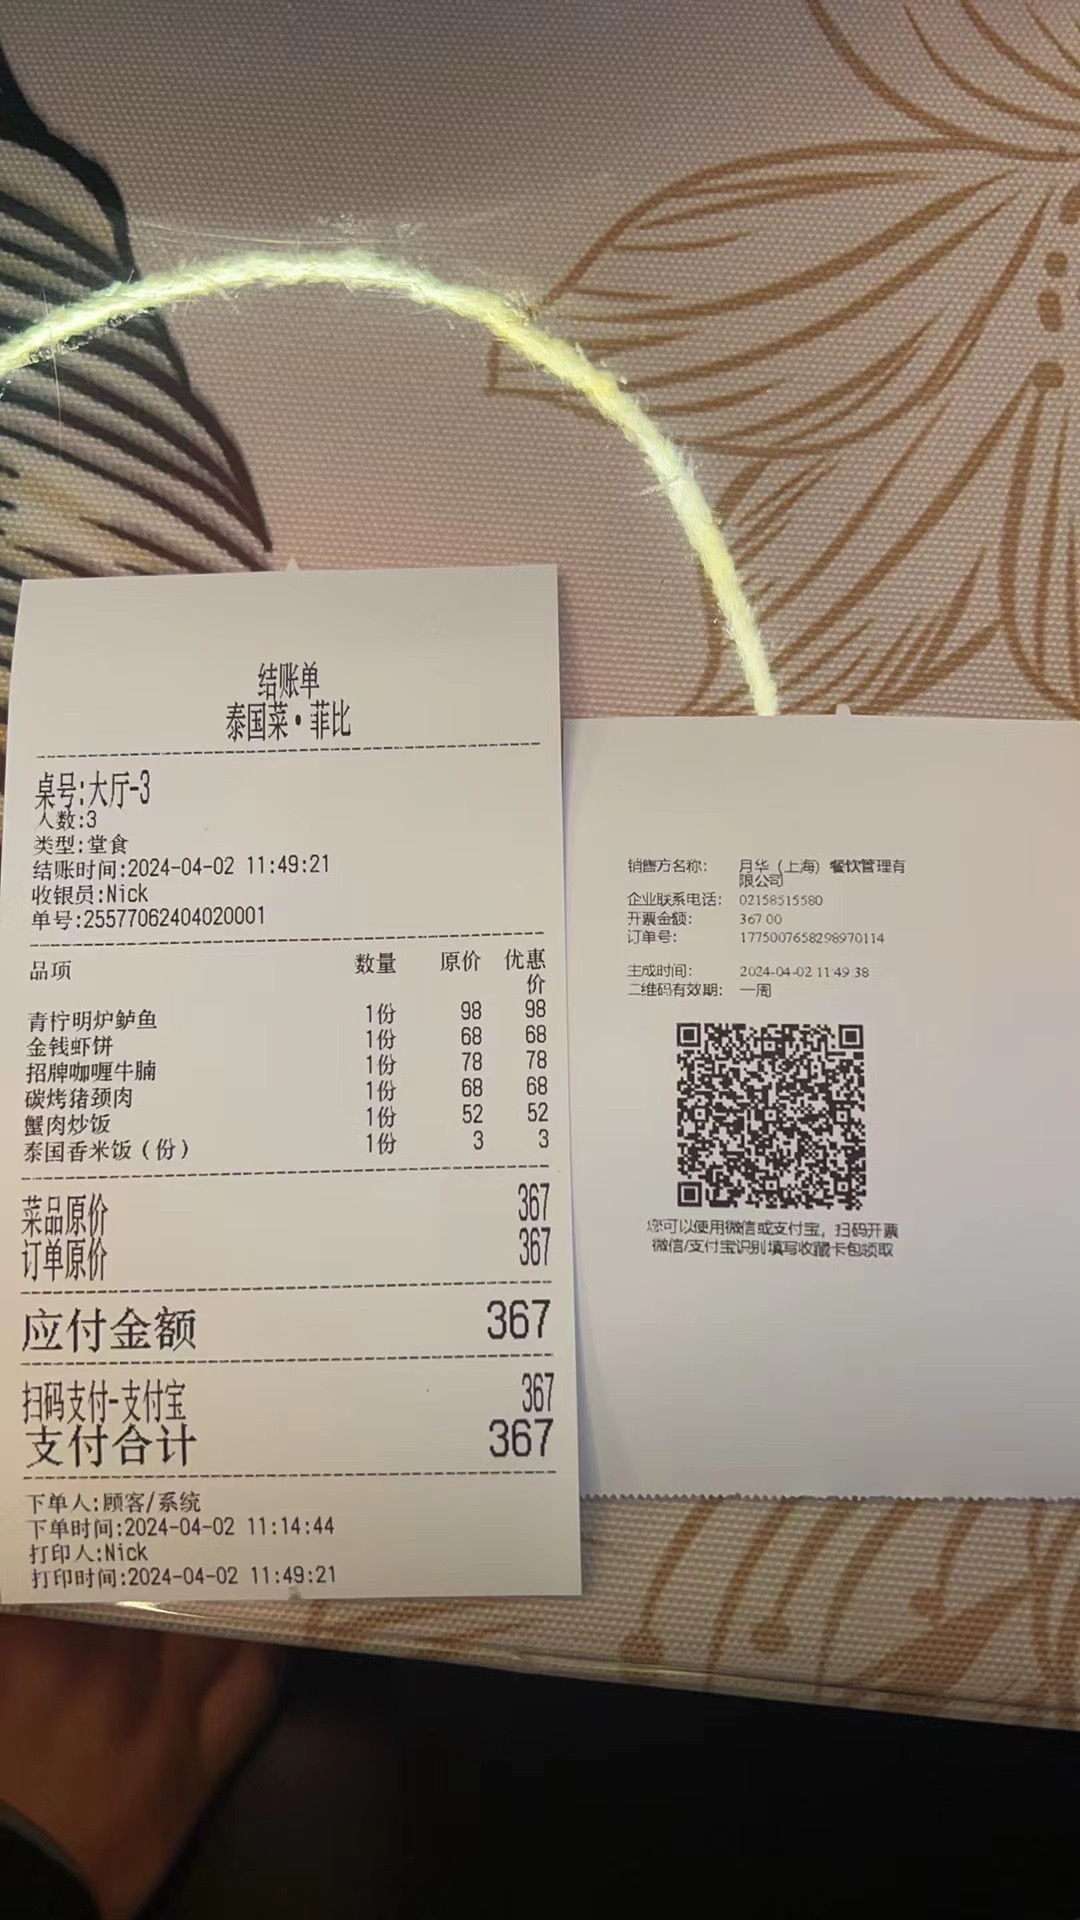 结账单
泰国菜•菲比
桌号:大厅-3
人数:3
类型:堂食
结账时间:2024-04-02 11:49:21
收银员:Nick
单号:25577062404020001
品项 数量 原价 优惠价
青柠明炉鲈鱼 1份 98 98
金钱虾饼 1份 68 68
招牌咖喱牛腩 1份 78 78
碳烤猪颈肉 1份 68 68
蟹肉炒饭 1份 52 52
泰国香米饭（份） 1份 3 3
菜品原价 367
订单原价 367
应付金额 367
扫码支付-支付宝 367
支付合计 367
下单人:顾客/系统
下单时间:2024-04-02 11:14:44
打印人:Nick
打印时间:2024-04-02 11:49:21
销售方名称: 月华（上海）餐饮管理有
限公司
企业联系电话: 02158515580
开票金额: 367.00
订单号: 1775007658298970114
生成时间: 2024-04-02 11:49:38
二维码有效期: 一周
您可以使用微信或支付宝，扫码开票
微信/支付宝识别填写收藏卡包领取